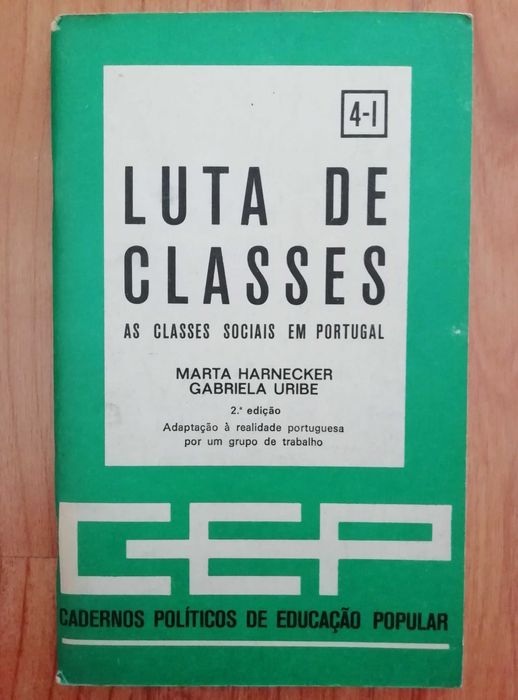 4-I
LUTA DE
CLASSES
AS CLASSES SOCIAIS EM PORTUGAL
MARTA HARNECKER
GABRIELA URIBE
2.ª edição
Adaptação à realidade portuguesa
por um grupo de trabalho
CEP
CADERNOS POLÍTICOS DE EDUCAÇÃO POPULAR